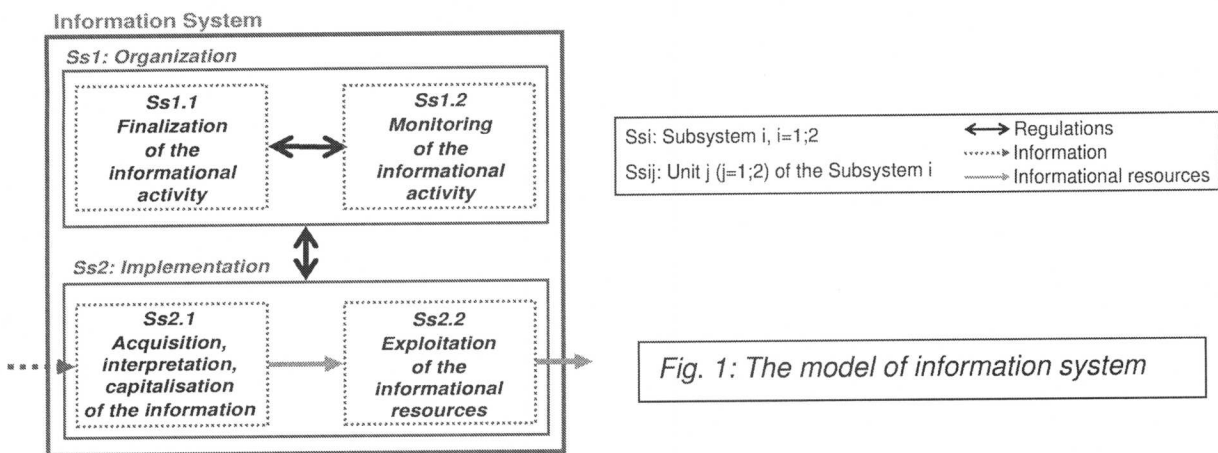 Information System
Ss1: Organization
Ss1.1
Finalization
of the
informational
activity
Ss1.2
Monitoring
of the
informational
activity
Ss2: Implementation
Ss2.1
Acquisition,
interpretation,
capitalisation
of the information
Ss2.2
Exploitation
of the
informational
resources
Ssi: Subsystem i, i=1;2
Ssij: Unit j (j=1;2) of the Subsystem i
Regulations
Information
Informational resources
Fig. 1: The model of information system